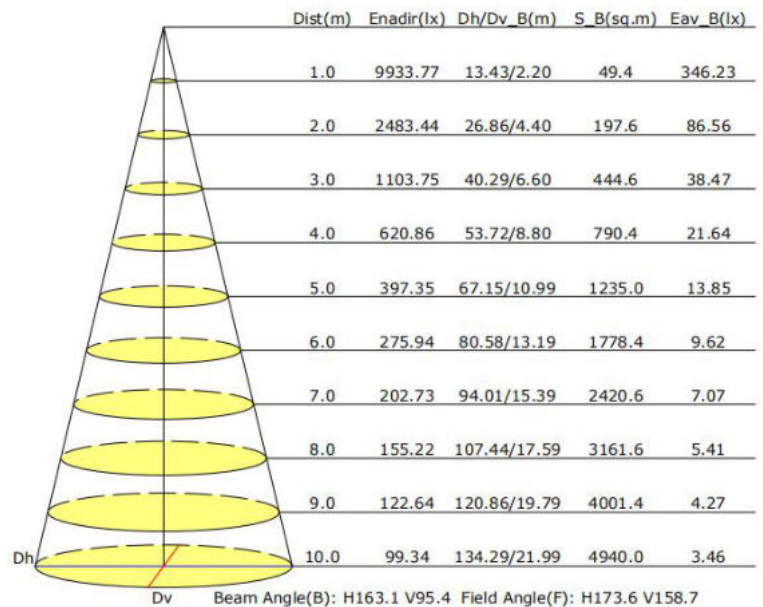 Dist(m) Enadir(lx) Dh/Dv_B(m) S_B(sq.m) Eav_B(lx)
1.0 9933.77 13.43/2.20 49.4 346.23
2.0 2483.44 26.86/4.40 197.6 86.56
3.0 1103.75 40.29/6.60 444.6 38.47
4.0 620.86 53.72/8.80 790.4 21.64
5.0 397.35 67.15/10.99 1235.0 13.85
6.0 275.94 80.58/13.19 1778.4 9.62
7.0 202.73 94.01/15.39 2420.6 7.07
8.0 155.22 107.44/17.59 3161.6 5.41
9.0 122.64 120.86/19.79 4001.4 4.27
Dh 10.0 99.34 134.29/21.99 4940.0 3.46
Dv Beam Angle(B): H163.1 V95.4 Field Angle(F): H173.6 V158.7